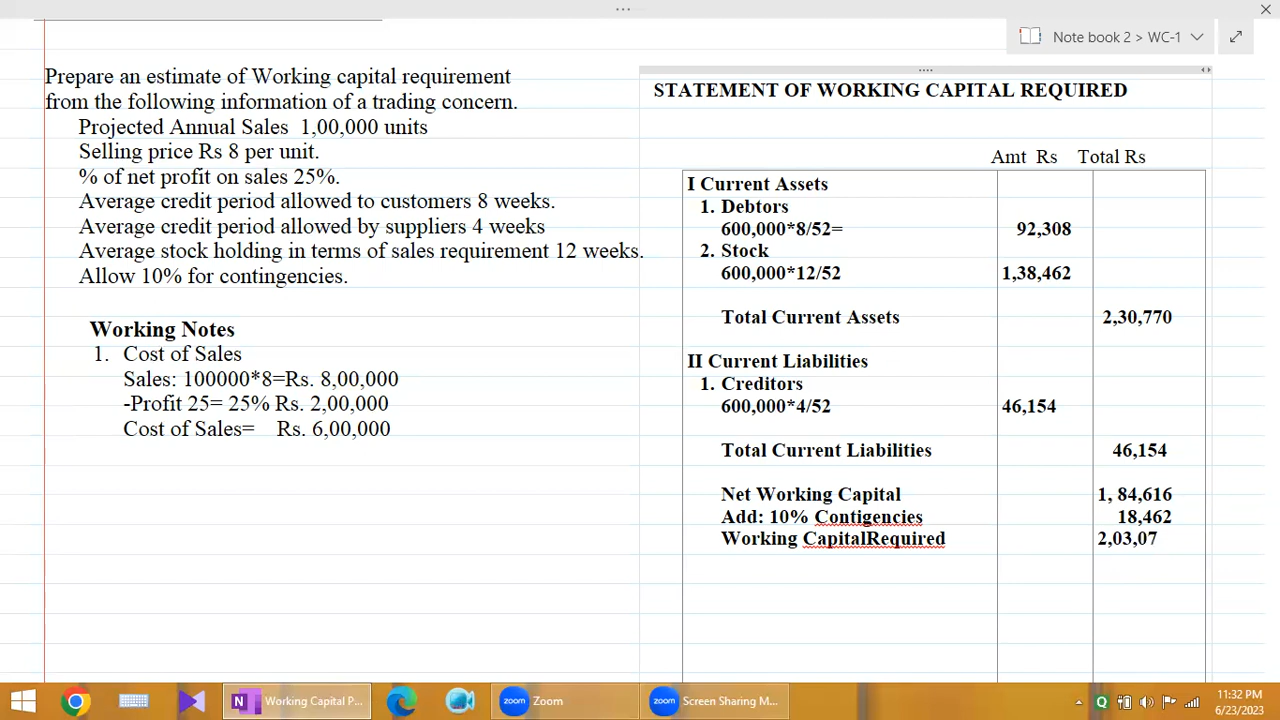 Note book 2 > WC-1
Prepare an estimate of Working capital requirement
from the following information of a trading concern.
Projected Annual Sales 1,00,000 units
Selling price Rs 8 per unit.
% of net profit on sales 25%.
Average credit period allowed to customers 8 weeks.
Average credit period allowed by suppliers 4 weeks
Average stock holding in terms of sales requirement 12 weeks.
Allow 10% for contingencies.
Working Notes
1. Cost of Sales
Sales: 100000*8=Rs. 8,00,000
-Profit 25= 25% Rs. 2,00,000
Cost of Sales= Rs. 6,00,000
STATEMENT OF WORKING CAPITAL REQUIRED
Amt Rs Total Rs
I Current Assets
1. Debtors
600,000*8/52= 92,308
2. Stock
600,000*12/52 1,38,462
Total Current Assets 2,30,770
II Current Liabilities
1. Creditors
600,000*4/52 46,154
Total Current Liabilities 46,154
Net Working Capital 1, 84,616
Add: 10% Contigencies 18,462
Working CapitalRequired 2,03,07
Working Capital P...
zoom Zoom
zoom Screen Sharing M...
11:32 PM
6/23/2023